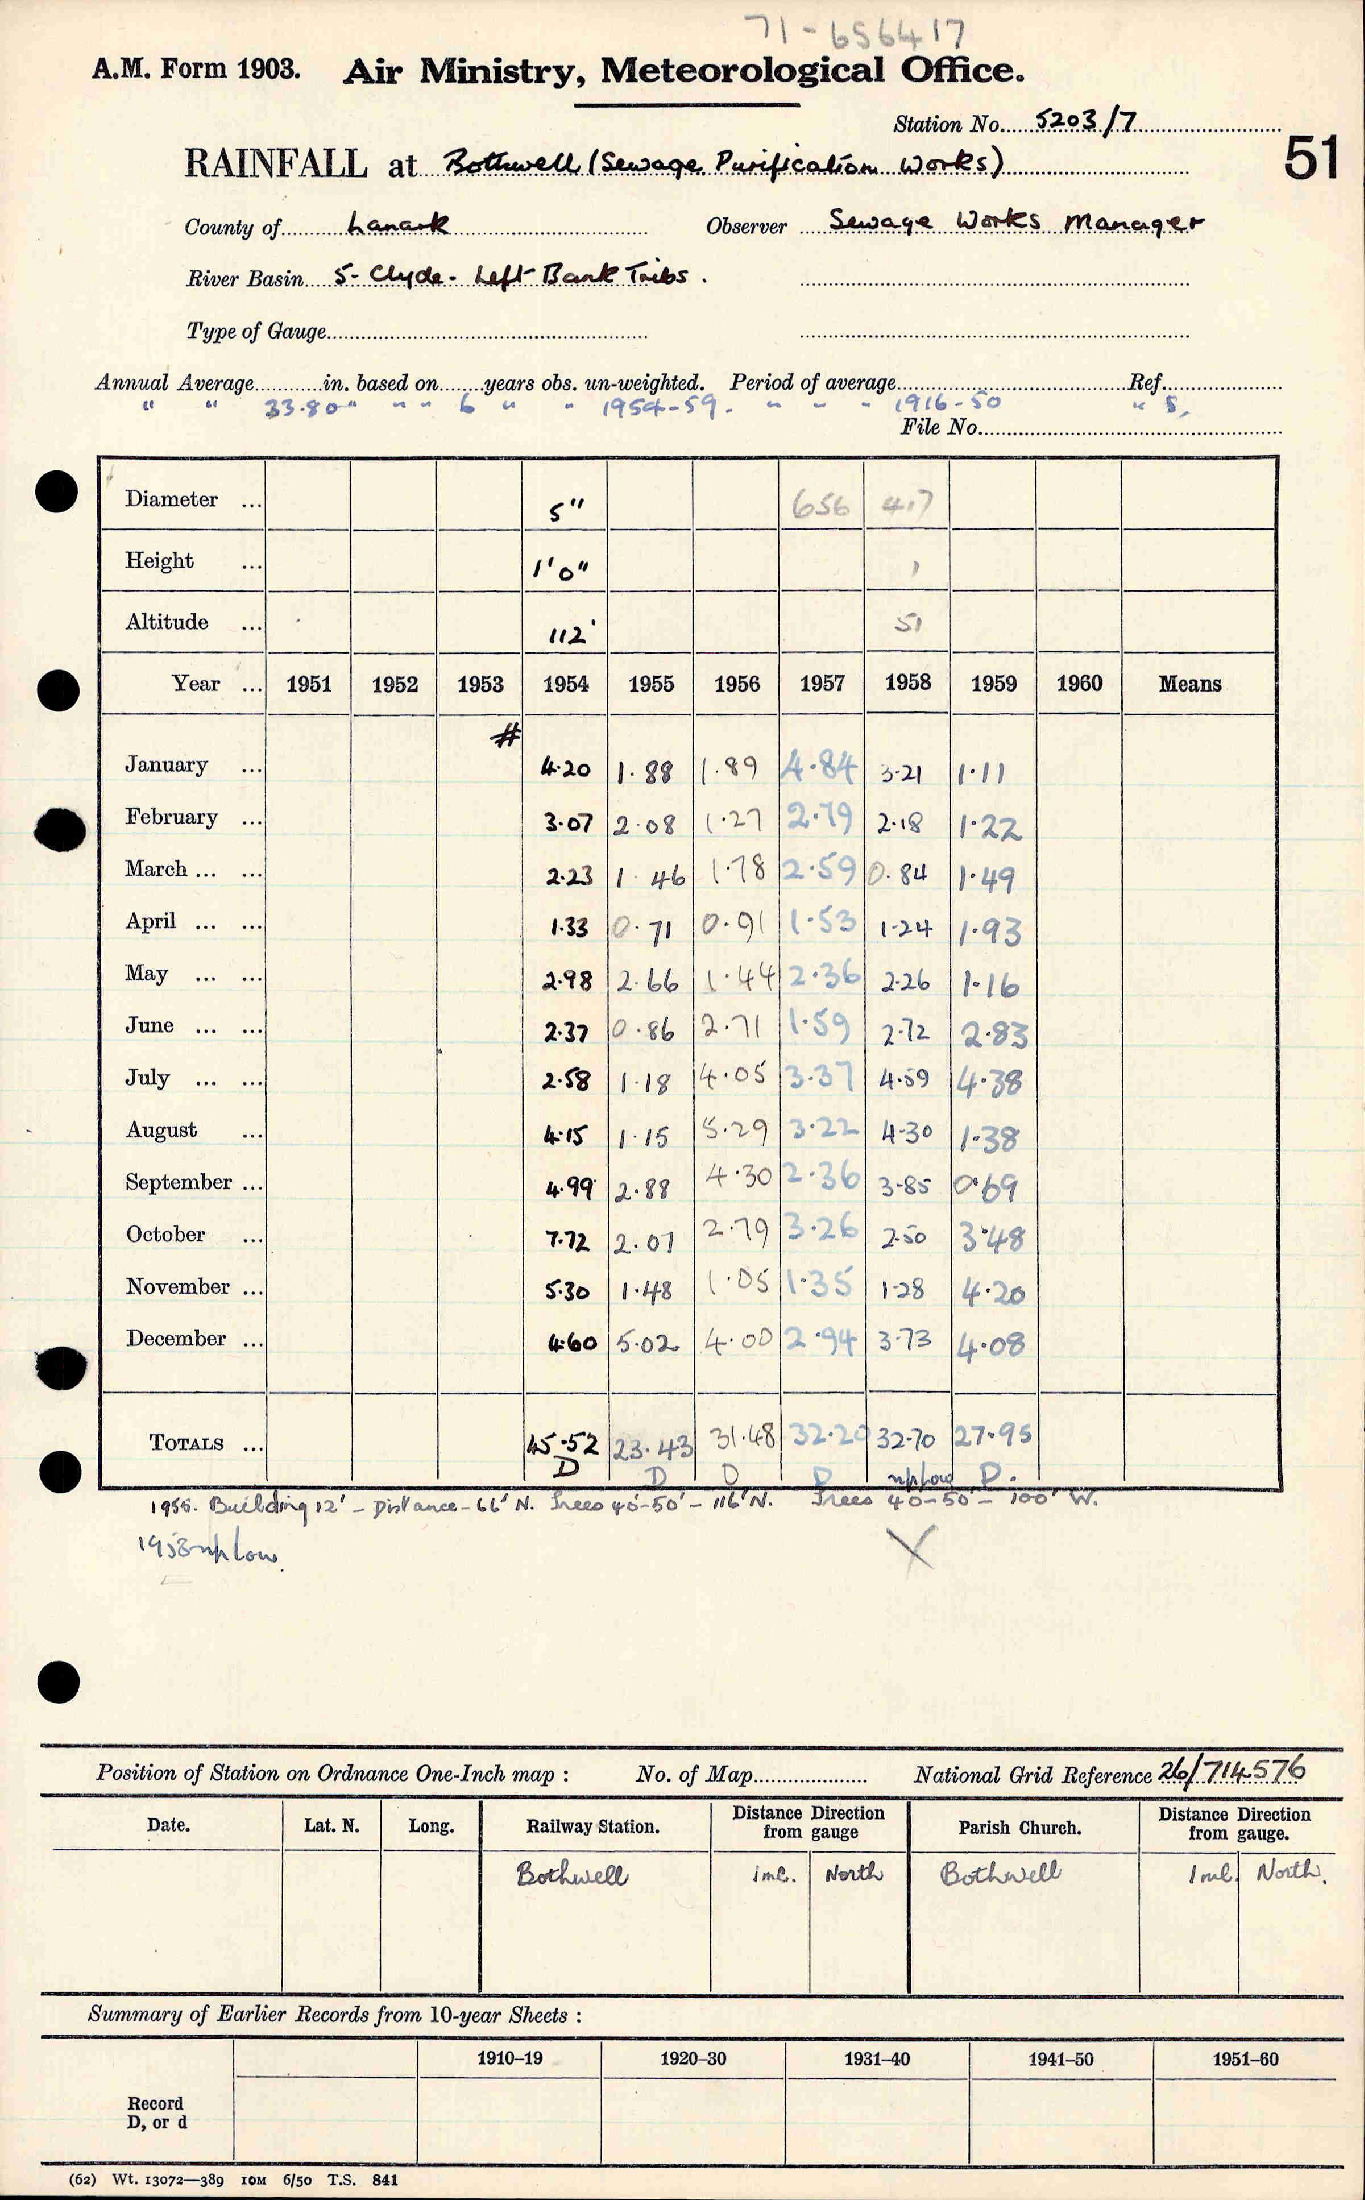 71-656417
A.M. Form 1903. Air Ministry, Meteorological Office.
Station No. 5203/7
RAINFALL at Bothwell (Sewage Purification Works) 51
County of Lanark Observer Sewage Works Manager
River Basin 5 - Clyde - Left Bank Tribs.
Type of Gauge
Annual Average in. based on years obs. un-weighted. Period of average Ref.
" " 33.80" " " 6 " " 1954-59. " " " 1916-50 " S.
File No.
Diameter ... 5" 656 417
Height ... 1'0" 1
Altitude ... 112' 51
Year ... 1951 1952 1953 1954 1955 1956 1957 1958 1959 1960 Means
#
January ... 4.20 1.88 1.89 4.84 3.21 1.11
February ... 3.07 2.08 1.27 2.79 2.18 1.22
March ... ... 2.23 1.46 1.78 2.59 0.84 1.49
April ... ... 1.33 0.71 0.91 1.53 1.24 1.93
May ... ... 2.98 2.66 1.44 2.36 2.26 1.16
June ... ... 2.37 0.86 2.71 1.59 2.72 2.83
July ... ... 2.58 1.18 4.05 3.37 4.59 4.38
August ... 4.15 1.15 5.29 3.22 4.30 1.38
September ... 4.99 2.88 4.30 2.36 3.85 0.69
October ... 7.72 2.07 2.79 3.26 2.50 3.48
November ... 5.30 1.48 1.05 1.35 1.28 4.20
December ... 4.60 5.02 4.00 2.94 3.73 4.08
TOTALS ... 45.52 23.43 31.48 32.20 32.70 27.95
D D D D np low D.
1955. Building 12' - Distance - 66' N. Trees 40'-50' - 116' N. Trees 40-50' - 100' W.
1958 np low. X
Position of Station on Ordnance One-Inch map : No. of Map National Grid Reference 26/714576
Date. Lat. N. Long. Railway Station. Distance Direction from gauge Parish Church. Distance Direction from gauge.
Bothwell 1 ml. North Bothwell 1 ml. North.
Summary of Earlier Records from 10-year Sheets :
1910–19 1920–30 1931–40 1941–50 1951–60
Record
D, or d
(62) Wt. 13072—389 10M 6/50 T.S. 841